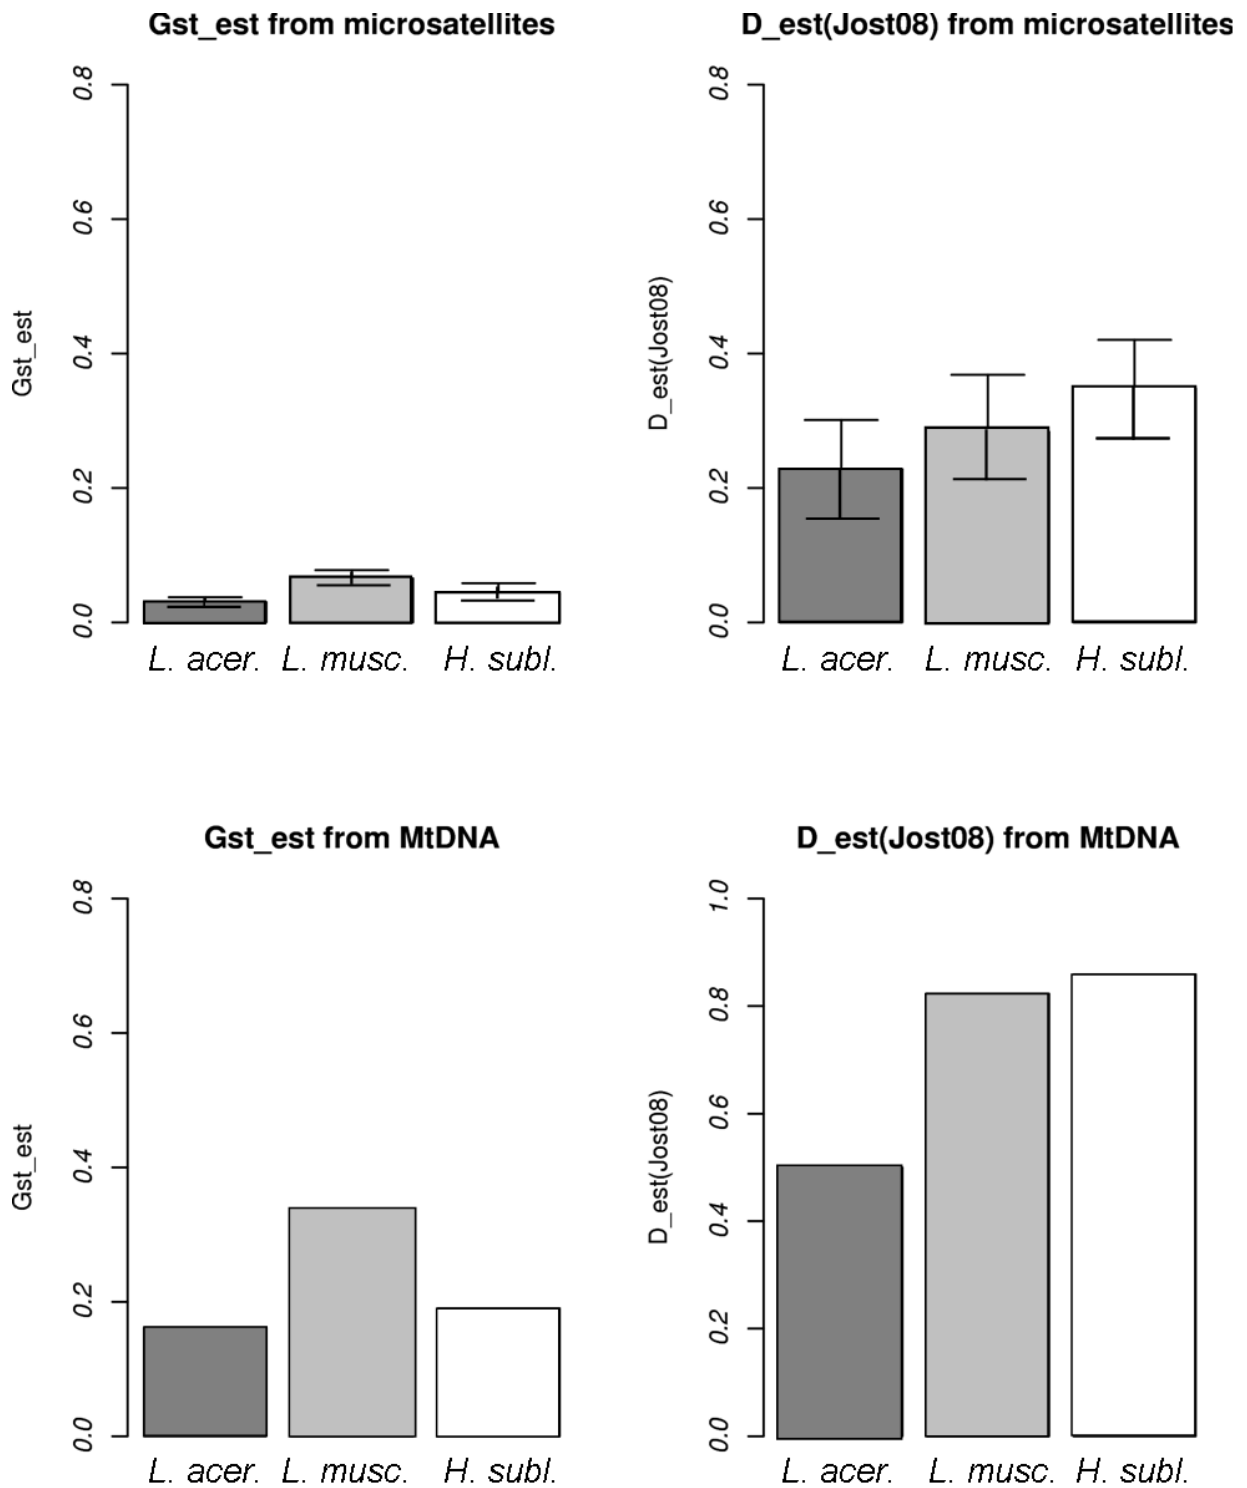 Gst_est from microsatellites
Gst_est
0.8
0.6
0.4
0.2
0.0
L. acer. L. musc. H. subl.
D_est(Jost08) from microsatellites
D_est(Jost08)
0.8
0.6
0.4
0.2
0.0
L. acer. L. musc. H. subl.
Gst_est from MtDNA
Gst_est
0.8
0.6
0.4
0.2
0.0
L. acer. L. musc. H. subl.
D_est(Jost08) from MtDNA
D_est(Jost08)
1.0
0.8
0.6
0.4
0.2
0.0
L. acer. L. musc. H. subl.